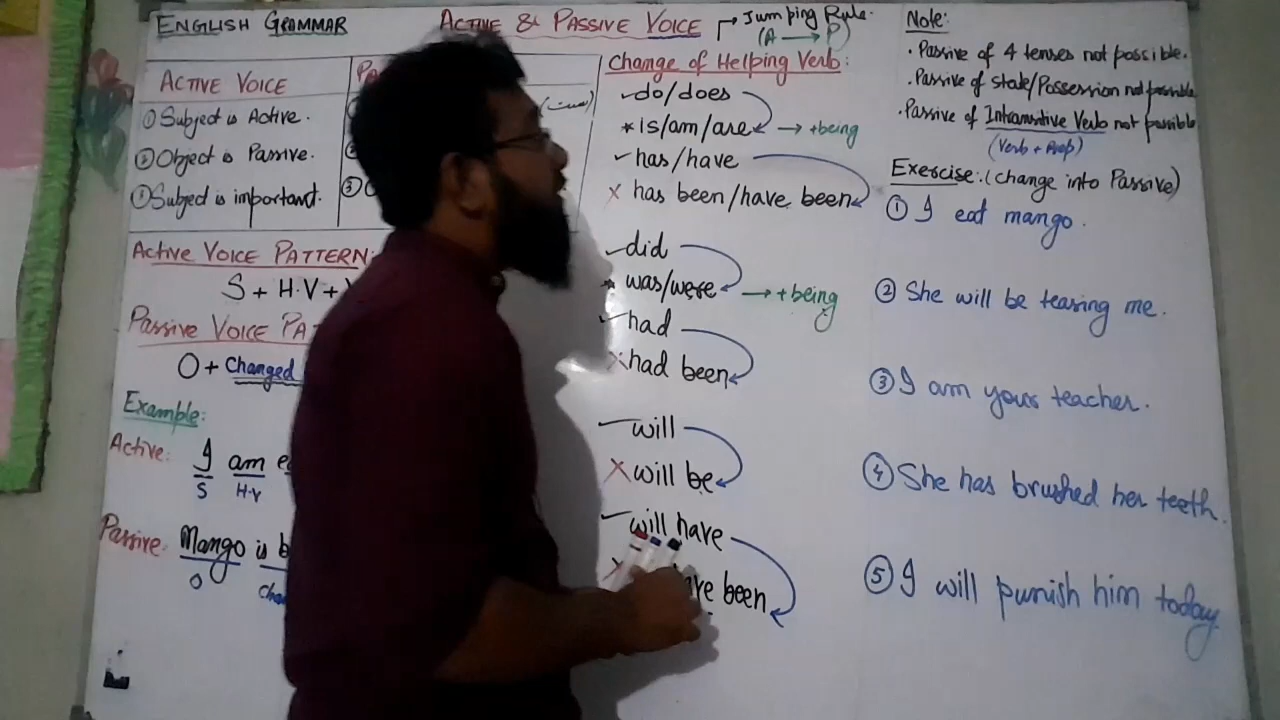 ENGLISH GRAMMAR
ACTIVE & PASSIVE VOICE
Jumping Rule.
(A → P)
ACTIVE VOICE
① Subject is Active.
② Object is Passive.
③ Subject is important.
③
Active VOICE PATTERN:
S + H.V +
Passive VOICE
O + Changed
Example:
Active: I am
S H.V
Passive: Mango is
O
Change of Helping Verb:
do/does
* is/am/are → +being
has/have
× has been/have been
did
* was/were → +being
had
× had been
will
× will be
will have
× been
Note:
· Passive of 4 tenses not possible.
· Passive of state/Possession not possible
· Passive of Intransitive Verb not possible
(Verb + Prep)
Exercise:. (Change into Passive)
① I eat mango.
② She will be teasing me.
③ I am your teacher.
④ She has brushed her teeth.
⑤ I will punish him today.